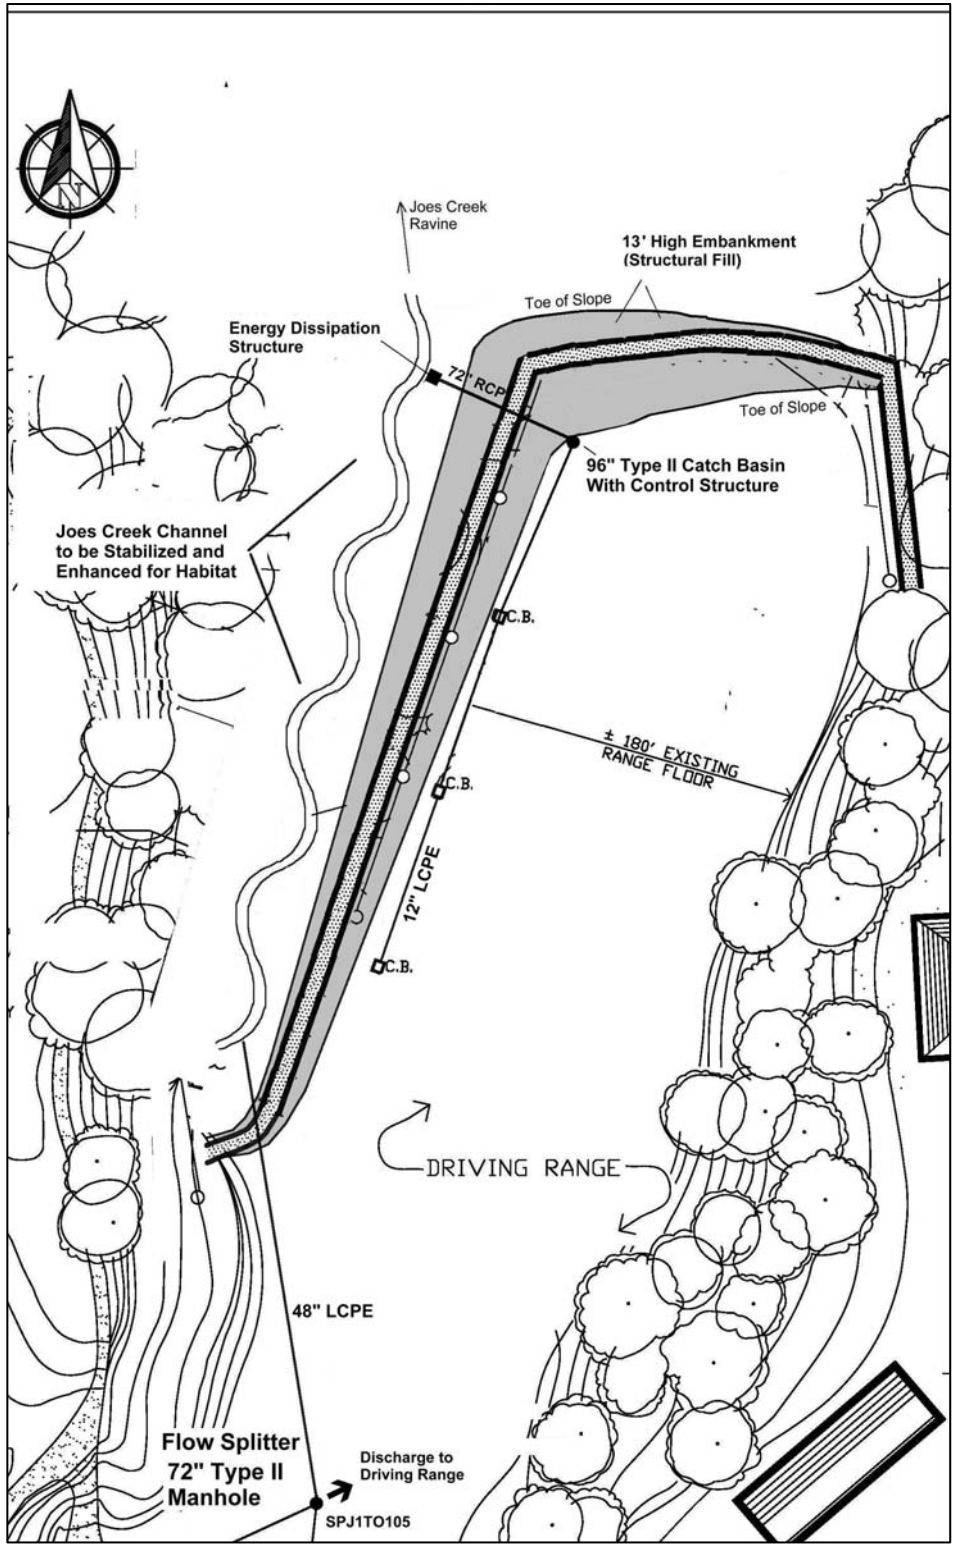 N
Joes Creek
Ravine
13' High Embankment
(Structural Fill)
Toe of Slope
Energy Dissipation
Structure
72" RCP
Toe of Slope
96" Type II Catch Basin
With Control Structure
Joes Creek Channel
to be Stabilized and
Enhanced for Habitat
C.B.
± 180' EXISTING
RANGE FLOOR
C.B.
12" LCPE
C.B.
DRIVING RANGE
48" LCPE
Flow Splitter
72" Type II
Manhole
Discharge to
Driving Range
SPJ1TO105